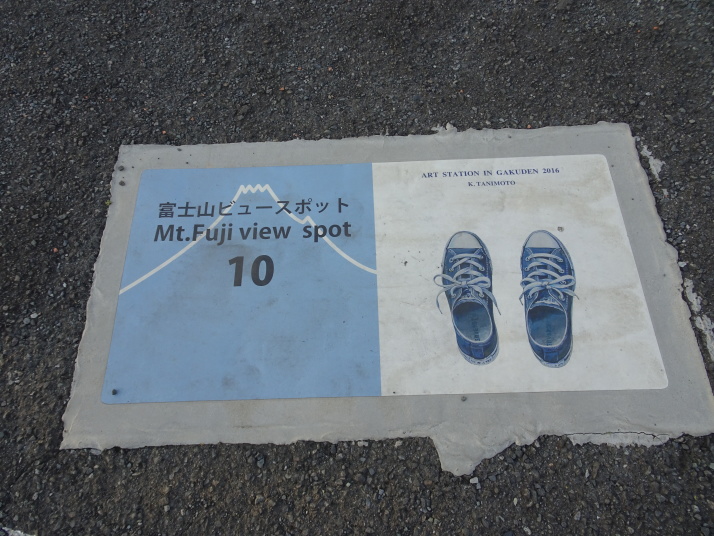 富士山ビュースポット
Mt.Fuji view spot
10
ART STATION IN GAKUDEN 2016
K.TANIMOTO